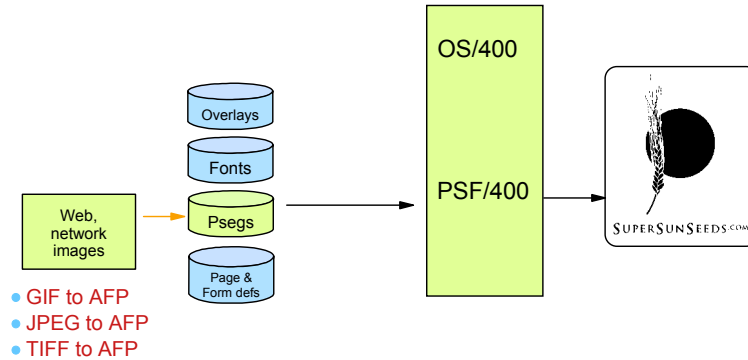 OS/400
Overlays
Fonts
PSF/400
Web,
network
images
Psegs
SUPERSUNSEEDS.COM
Page &
Form defs
GIF to AFP
JPEG to AFP
TIFF to AFP